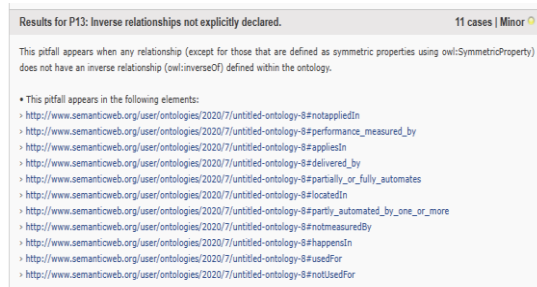 Results for P13: Inverse relationships not explicitly declared. 11 cases | Minor
This pitfall appears when any relationship (except for those that are defined as symmetric properties using owl:SymmetricProperty)
does not have an inverse relationship (owl:inverseOf) defined within the ontology.
• This pitfall appears in the following elements:
› http://www.semanticweb.org/user/ontologies/2020/7/untitled-ontology-8#notappliedIn
› http://www.semanticweb.org/user/ontologies/2020/7/untitled-ontology-8#performance_measured_by
› http://www.semanticweb.org/user/ontologies/2020/7/untitled-ontology-8#appliesIn
› http://www.semanticweb.org/user/ontologies/2020/7/untitled-ontology-8#delivered_by
› http://www.semanticweb.org/user/ontologies/2020/7/untitled-ontology-8#partially_or_fully_automates
› http://www.semanticweb.org/user/ontologies/2020/7/untitled-ontology-8#locatedIn
› http://www.semanticweb.org/user/ontologies/2020/7/untitled-ontology-8#partly_automated_by_one_or_more
› http://www.semanticweb.org/user/ontologies/2020/7/untitled-ontology-8#notmeasuredBy
› http://www.semanticweb.org/user/ontologies/2020/7/untitled-ontology-8#happensIn
› http://www.semanticweb.org/user/ontologies/2020/7/untitled-ontology-8#usedFor
› http://www.semanticweb.org/user/ontologies/2020/7/untitled-ontology-8#notUsedFor